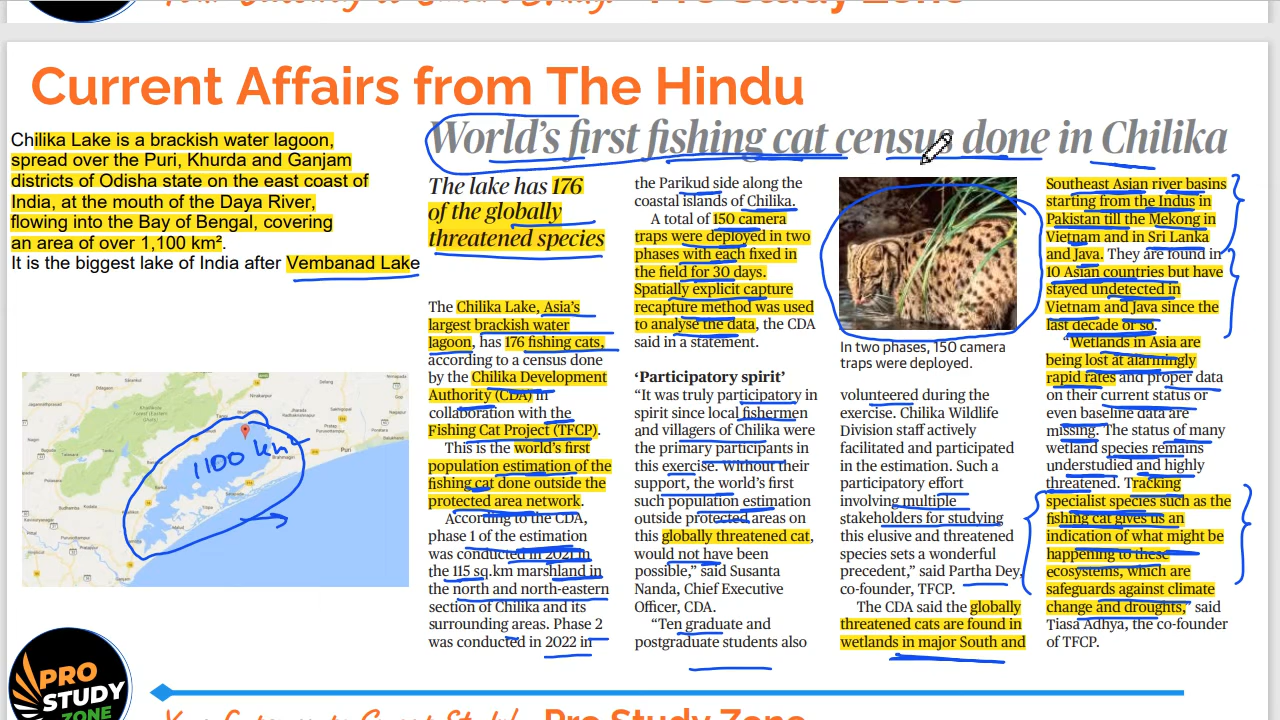 Current Affairs from The Hindu
Chilika Lake is a brackish water lagoon,
spread over the Puri, Khurda and Ganjam
districts of Odisha state on the east coast of
India, at the mouth of the Daya River,
flowing into the Bay of Bengal, covering
an area of over 1,100 km².
It is the biggest lake of India after Vembanad Lake
1100 km
Puri
World's first fishing cat census done in Chilika
The lake has 176
of the globally
threatened species
The Chilika Lake, Asia's
largest brackish water
lagoon, has 176 fishing cats,
according to a census done
by the Chilika Development
Authority (CDA) in
collaboration with the
Fishing Cat Project (TFCP).
This is the world's first
population estimation of the
fishing cat done outside the
protected area network.
According to the CDA,
phase 1 of the estimation
was conducted in 2021 in
the 115 sq.km marshland in
the north and north-eastern
section of Chilika and its
surrounding areas. Phase 2
was conducted in 2022 in
the Parikud side along the
coastal islands of Chilika.
A total of 150 camera
traps were deployed in two
phases with each fixed in
the field for 30 days.
Spatially explicit capture
recapture method was used
to analyse the data, the CDA
said in a statement.
‘Participatory spirit’
“It was truly participatory in
spirit since local fishermen
and villagers of Chilika were
the primary participants in
this exercise. Without their
support, the world's first
such population estimation
outside protected areas on
this globally threatened cat,
would not have been
possible,” said Susanta
Nanda, Chief Executive
Officer, CDA.
“Ten graduate and
postgraduate students also
In two phases, 150 camera
traps were deployed.
volunteered during the
exercise. Chilika Wildlife
Division staff actively
facilitated and participated
in the estimation. Such a
participatory effort
involving multiple
stakeholders for studying
this elusive and threatened
species sets a wonderful
precedent,” said Partha Dey,
co-founder, TFCP.
The CDA said the globally
threatened cats are found in
wetlands in major South and
Southeast Asian river basins
starting from the Indus in
Pakistan till the Mekong in
Vietnam and in Sri Lanka
and Java. They are found in
10 Asian countries but have
stayed undetected in
Vietnam and Java since the
last decade or so.
“Wetlands in Asia are
being lost at alarmingly
rapid rates and proper data
on their current status or
even baseline data are
missing. The status of many
wetland species remains
understudied and highly
threatened. Tracking
specialist species such as the
fishing cat gives us an
indication of what might be
happening to these
ecosystems, which are
safeguards against climate
change and droughts,” said
Tiasa Adhya, the co-founder
of TFCP.
PRO
STUDY
ZONE
Pro Study Zone